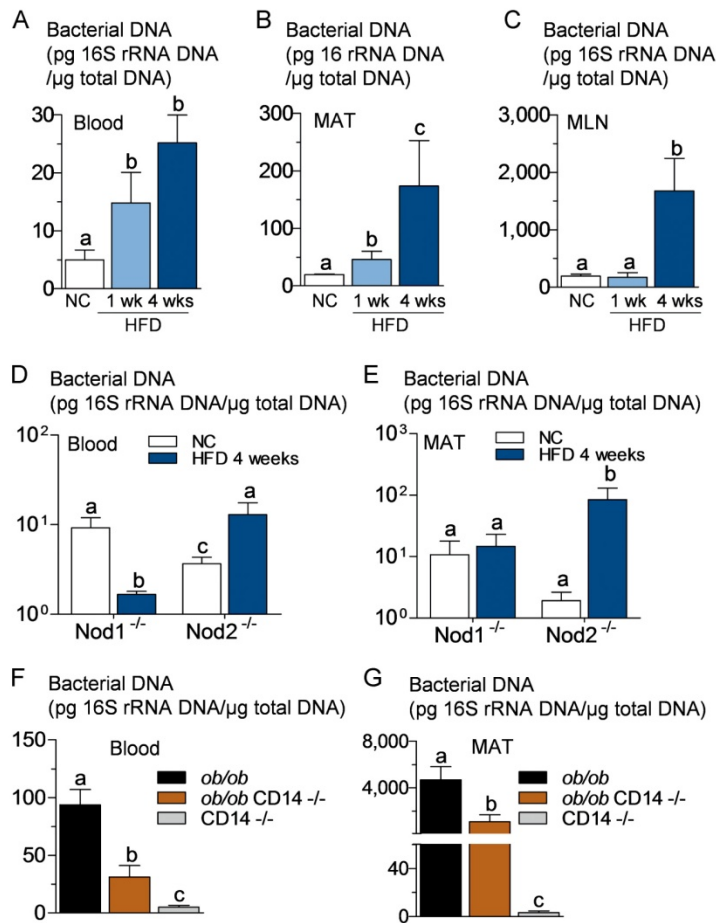 A
Bacterial DNA
(pg 16S rRNA DNA
/µg total DNA)
Blood
30
20
10
0
a
b
b
NC
1 wk
4 wks
HFD
B
Bacterial DNA
(pg 16 rRNA DNA
/µg total DNA)
MAT
300
200
100
0
a
b
c
NC
1 wk
4 wks
HFD
C
Bacterial DNA
(pg 16S rRNA DNA
/µg total DNA)
MLN
3,000
2,000
1,000
0
a
a
b
NC
1 wk
4 wks
HFD
D
Bacterial DNA
(pg 16S rRNA DNA/µg total DNA)
Blood
NC
HFD 4 weeks
10²
10¹
10⁰
a
b
c
a
Nod1 -/-
Nod2 -/-
E
Bacterial DNA
(pg 16S rRNA DNA/µg total DNA)
MAT
NC
HFD 4 weeks
10³
10²
10¹
10⁰
a
a
a
b
Nod1 -/-
Nod2 -/-
F
Bacterial DNA
(pg 16S rRNA DNA/µg total DNA)
Blood
ob/ob
ob/ob CD14 -/-
CD14 -/-
150
100
50
0
a
b
c
G
Bacterial DNA
(pg 16S rRNA DNA/µg total DNA)
MAT
ob/ob
ob/ob CD14 -/-
CD14 -/-
8,000
4,000
40
0
a
b
c